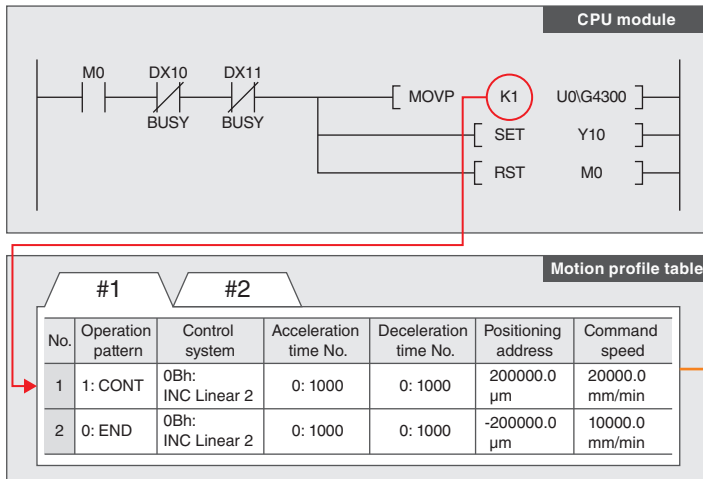 CPU module
M0 DX10 DX11
MOVP K1 U0\G4300
BUSY BUSY
SET Y10
RST M0
Motion profile table
#1 #2
No. Operation pattern Control system Acceleration time No. Deceleration time No. Positioning address Command speed
1 1: CONT 0Bh: INC Linear 2 0: 1000 0: 1000 200000.0 µm 20000.0 mm/min
2 0: END 0Bh: INC Linear 2 0: 1000 0: 1000 -200000.0 µm 10000.0 mm/min